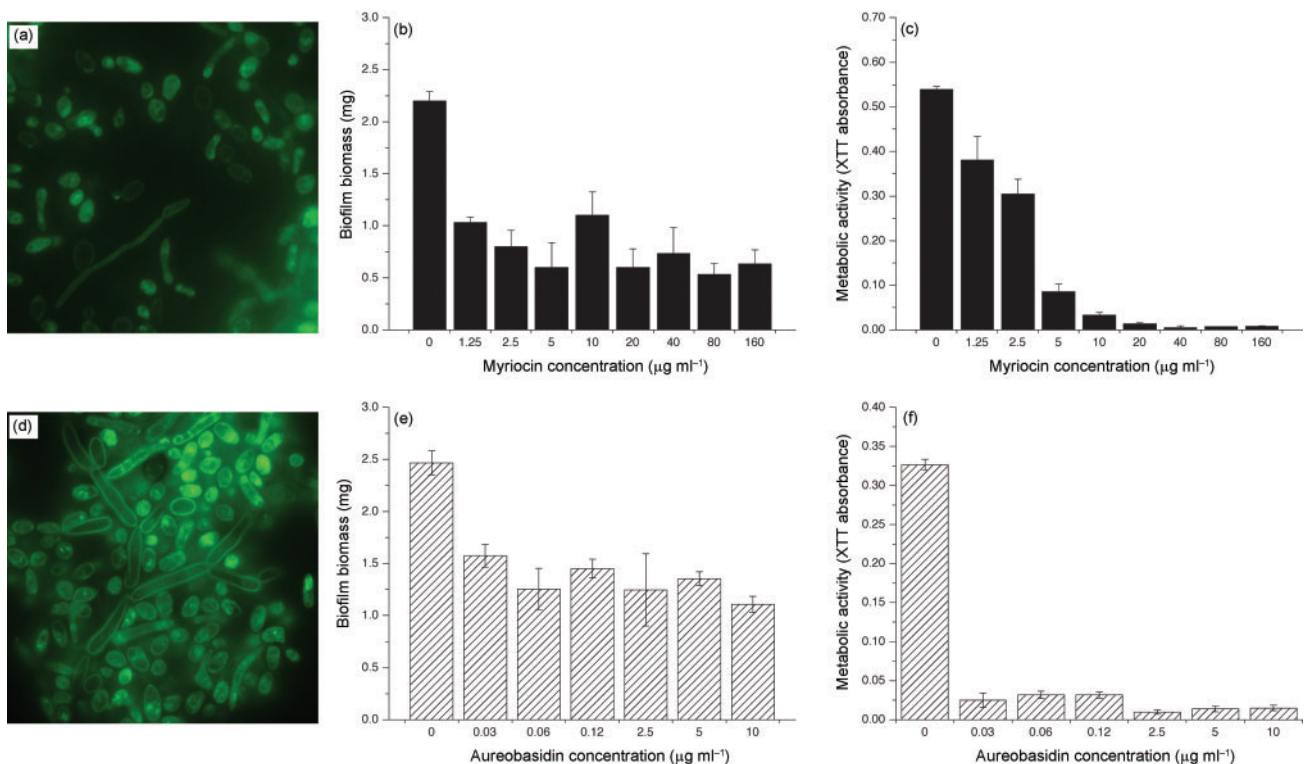 (a)
(b)
Biofilm biomass (mg)
3.0
2.5
2.0
1.5
1.0
0.5
0.0
0 1.25 2.5 5 10 20 40 80 160
Myriocin concentration (μg ml⁻¹)
(c)
Metabolic activity (XTT absorbance)
0.70
0.60
0.50
0.40
0.30
0.20
0.10
0.00
0 1.25 2.5 5 10 20 40 80 160
Myriocin concentration (μg ml⁻¹)
(d)
(e)
Biofilm biomass (mg)
3.0
2.5
2.0
1.5
1.0
0.5
0.0
0 0.03 0.06 0.12 2.5 5 10
Aureobasidin concentration (μg ml⁻¹)
(f)
Metabolic activity (XTT absorbance)
0.40
0.35
0.30
0.25
0.20
0.15
0.10
0.05
0.00
0 0.03 0.06 0.12 2.5 5 10
Aureobasidin concentration (μg ml⁻¹)